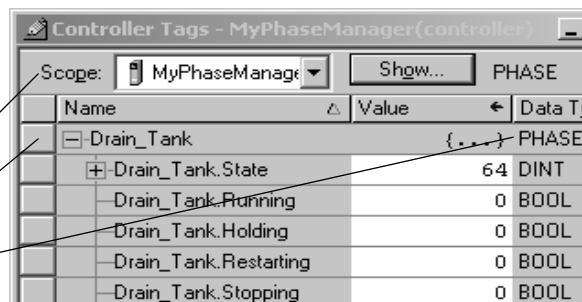 Controller Tags - MyPhaseManager(controller)
Scope: MyPhaseManage Show... PHASE
Name Value Data T
Drain_Tank {...} PHASE
Drain_Tank.State 64 DINT
Drain_Tank.Running 0 BOOL
Drain_Tank.Holding 0 BOOL
Drain_Tank.Restarting 0 BOOL
Drain_Tank.Stopping 0 BOOL